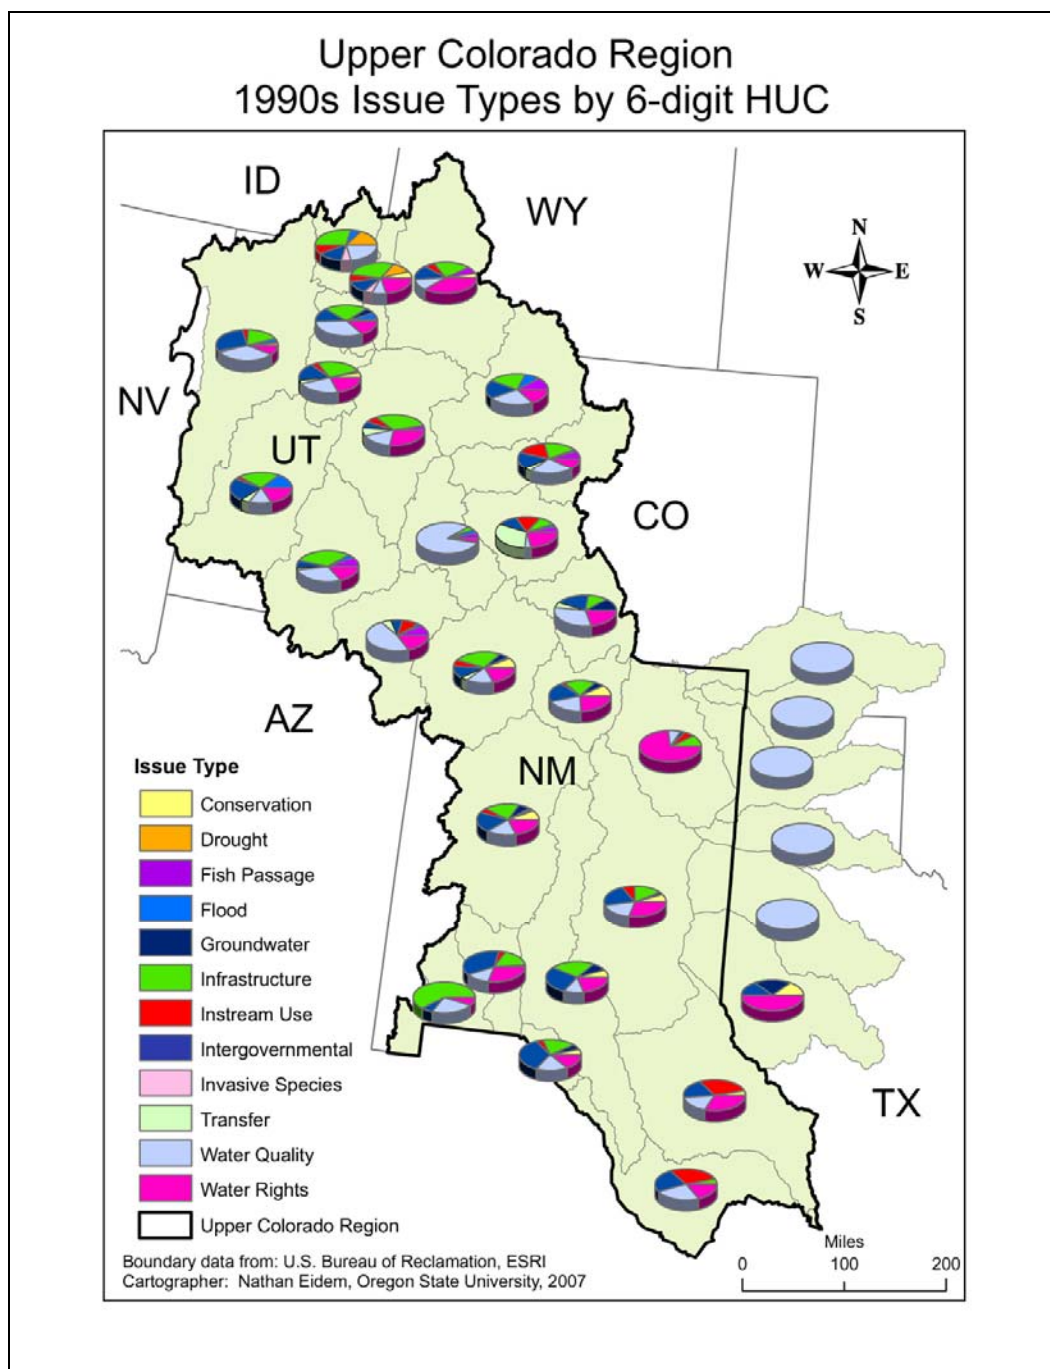 Upper Colorado Region
1990s Issue Types by 6-digit HUC
ID
WY
N
W E
S
NV
UT
CO
AZ
NM
TX
Issue Type
Conservation
Drought
Fish Passage
Flood
Groundwater
Infrastructure
Instream Use
Intergovernmental
Invasive Species
Transfer
Water Quality
Water Rights
Upper Colorado Region
Boundary data from: U.S. Bureau of Reclamation, ESRI
Cartographer: Nathan Eidem, Oregon State University, 2007
Miles
0 100 200